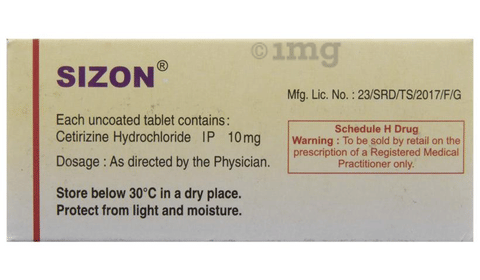 ©1mg
SIZON®
Mfg. Lic. No. : 23/SRD/TS/2017/F/G
Each uncoated tablet contains :
Cetirizine Hydrochloride IP 10 mg
Dosage : As directed by the Physician.
Schedule H Drug
Warning : To be sold by retail on the
prescription of a Registered Medical
Practitioner only.
Store below 30°C in a dry place.
Protect from light and moisture.